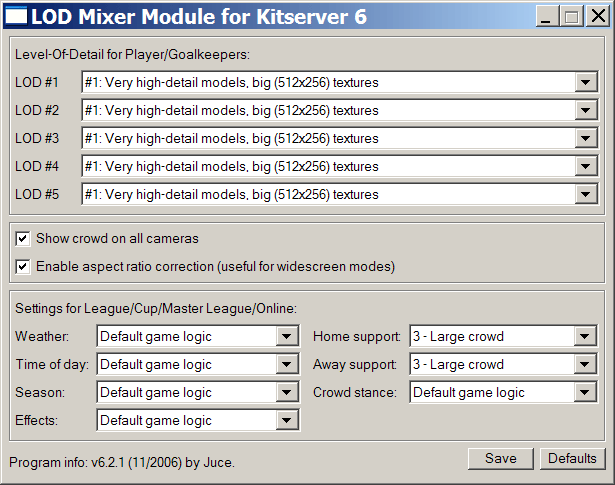 LOD Mixer Module for Kitserver 6
Level-Of-Detail for Player/Goalkeepers:
LOD #1 #1: Very high-detail models, big (512x256) textures
LOD #2 #1: Very high-detail models, big (512x256) textures
LOD #3 #1: Very high-detail models, big (512x256) textures
LOD #4 #1: Very high-detail models, big (512x256) textures
LOD #5 #1: Very high-detail models, big (512x256) textures
Show crowd on all cameras
Enable aspect ratio correction (useful for widescreen modes)
Settings for League/Cup/Master League/Online:
Weather: Default game logic Home support: 3 - Large crowd
Time of day: Default game logic Away support: 3 - Large crowd
Season: Default game logic Crowd stance: Default game logic
Effects: Default game logic
Program info: v6.2.1 (11/2006) by Juce. Save Defaults